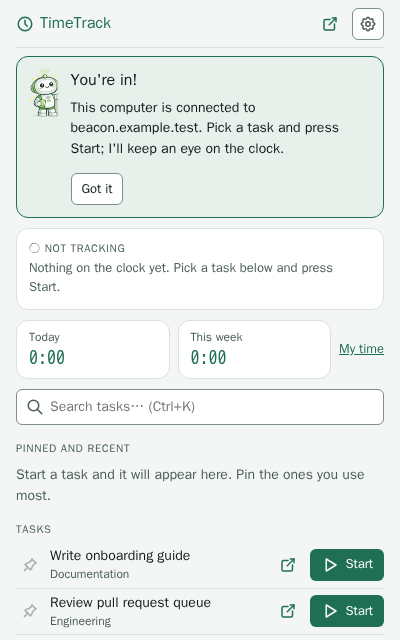 TimeTrack
You're in!
This computer is connected to
beacon.example.test. Pick a task and press
Start; I'll keep an eye on the clock.
Got it
NOT TRACKING
Nothing on the clock yet. Pick a task below and press
Start.
Today
This week
0:00
0:00
My time
Search tasks… (Ctrl+K)
PINNED AND RECENT
Start a task and it will appear here. Pin the ones you use
most.
TASKS
Write onboarding guide
Documentation
Start
Review pull request queue
Engineering
Start